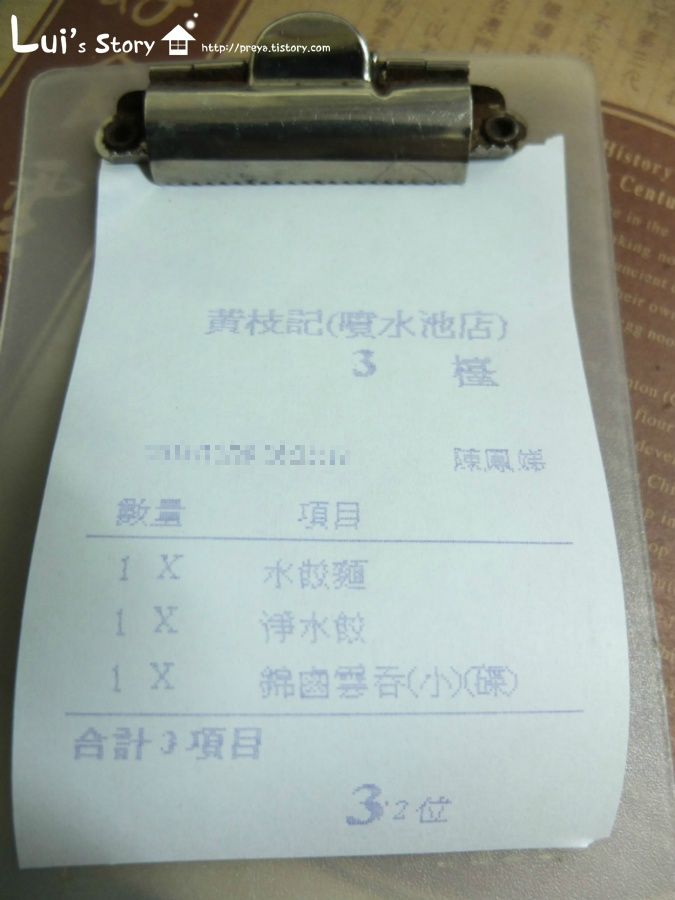 Lui's Story http://preya.tistory.com
History
Centu
黃枝記(噴水池店)
3 檯
陳鳳娣
數量 項目
1 X 水餃麵
1 X 淨水餃
1 X 錦鹵雲吞(小)(碟)
合計 3 項目
3 2 位